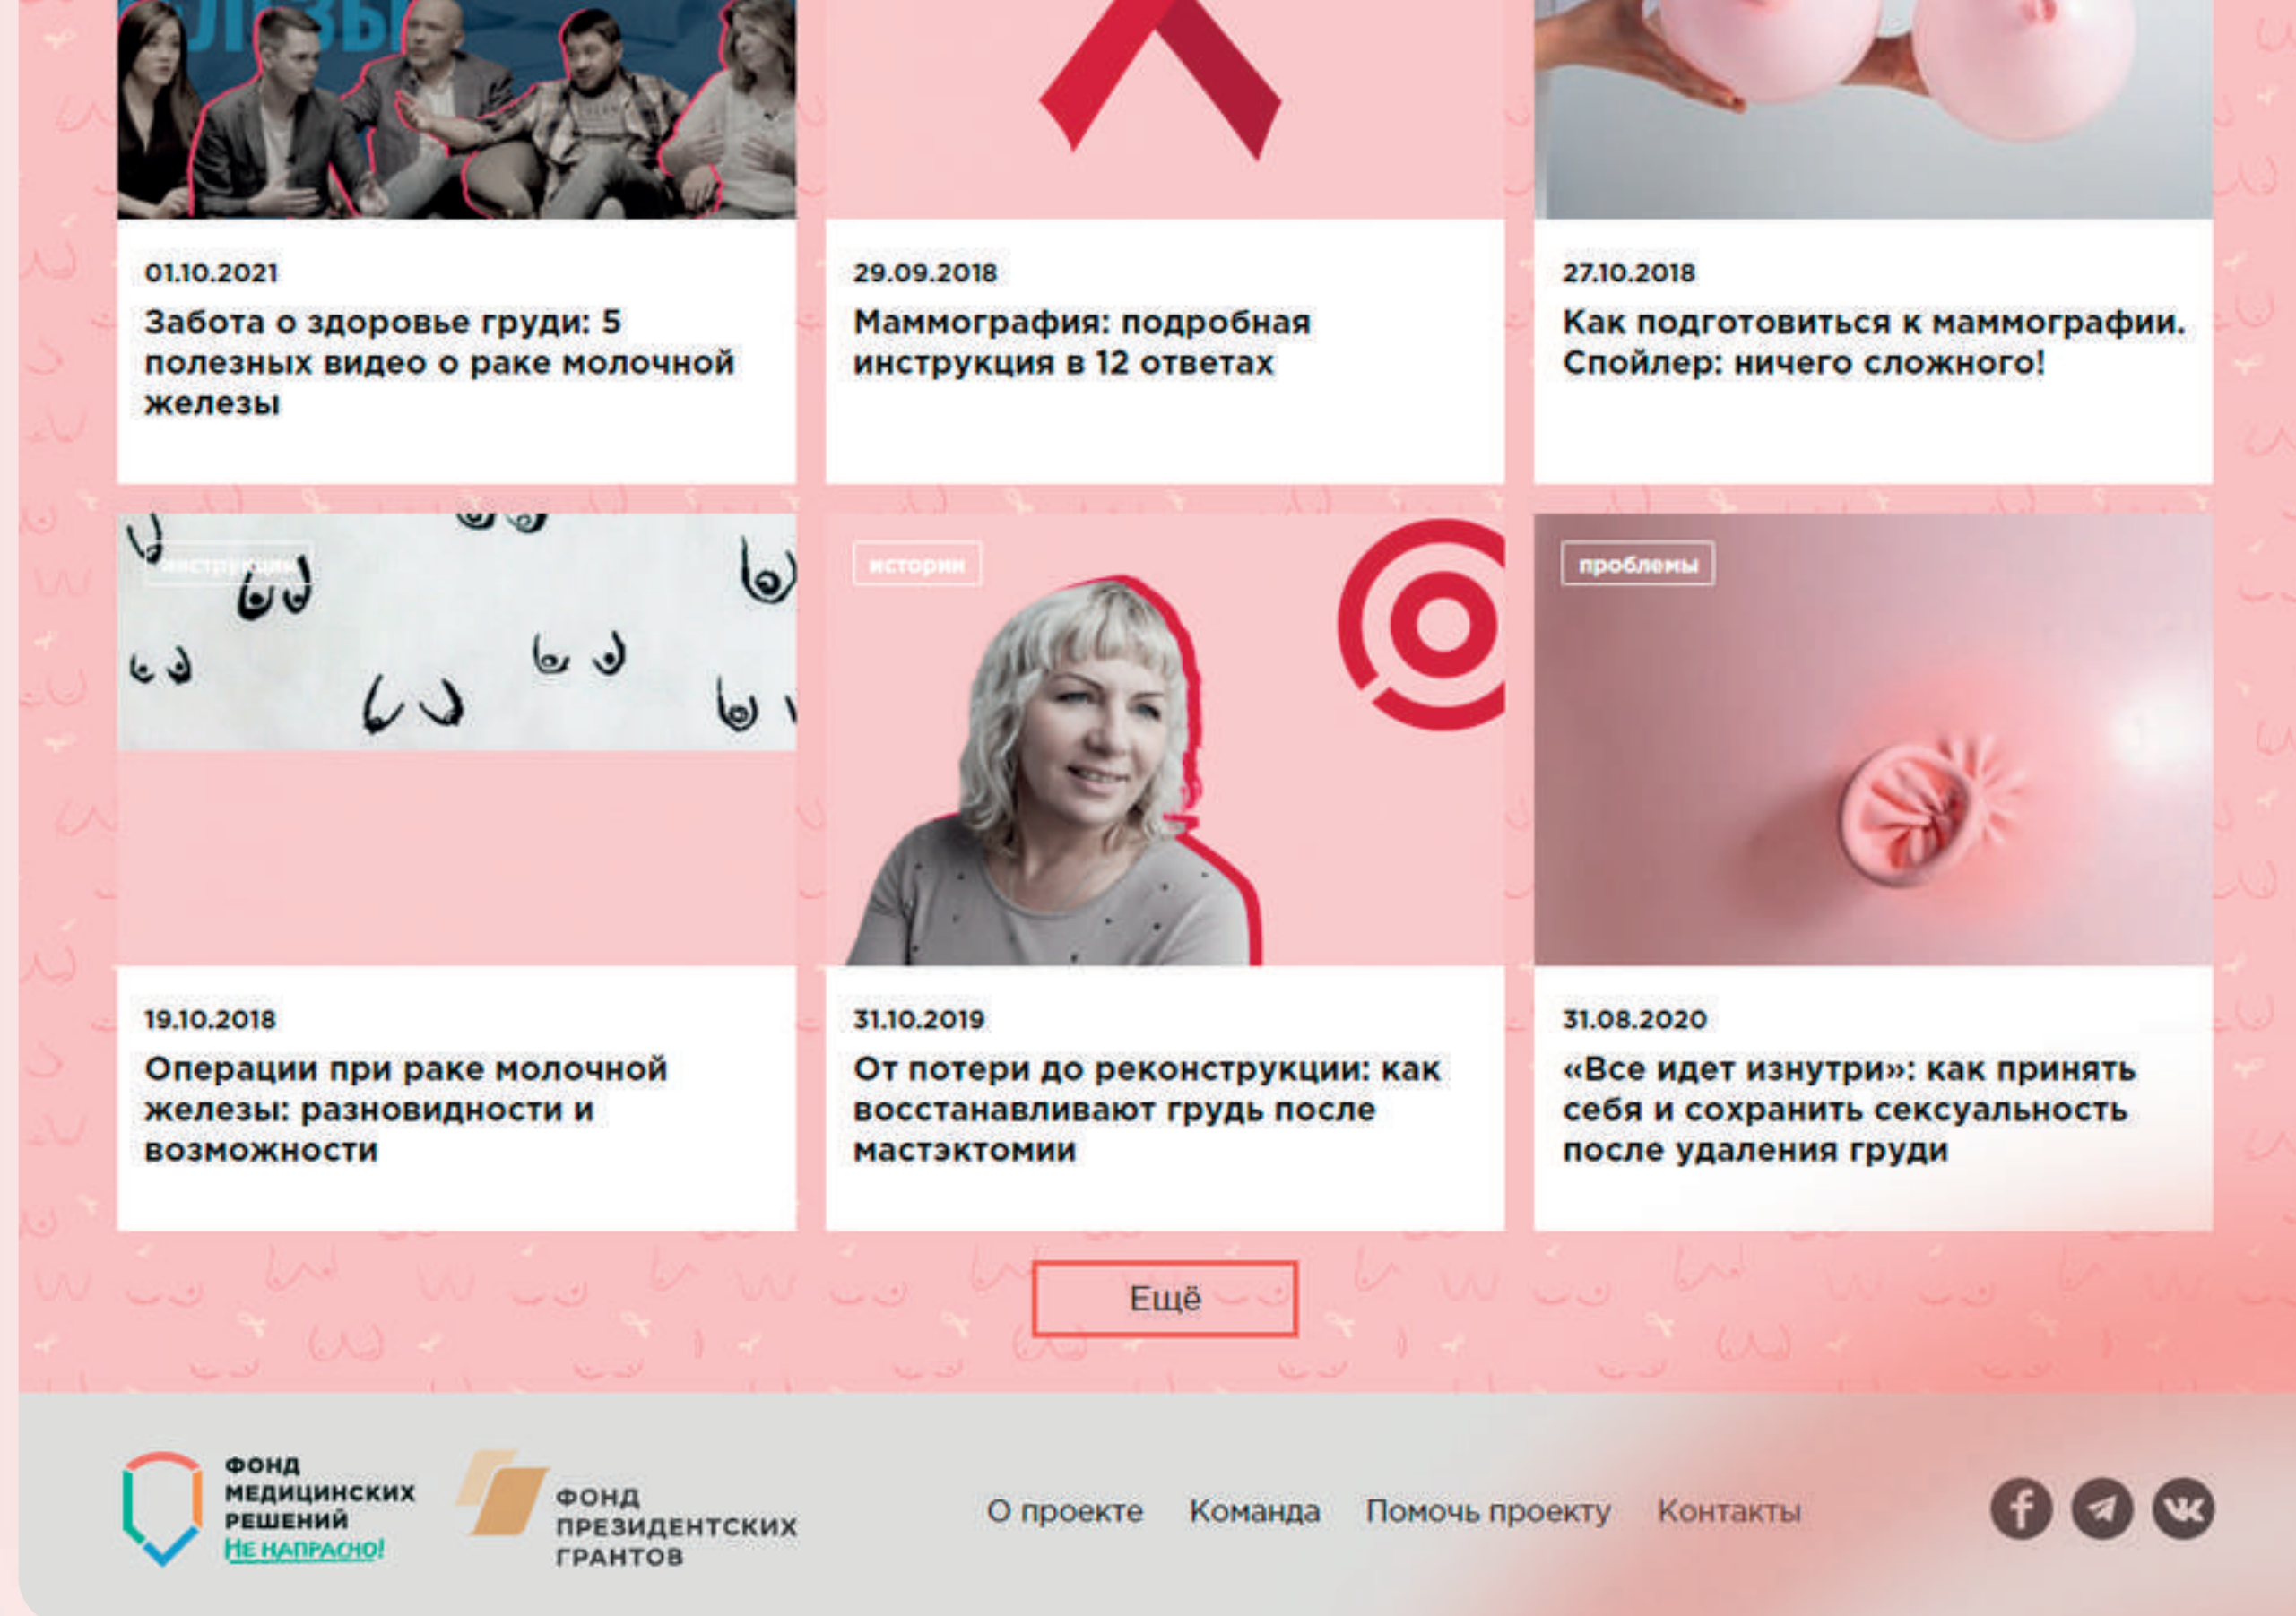 01.10.2021
Забота о здоровье груди: 5
полезных видео о раке молочной
железы
29.09.2018
Маммография: подробная
инструкция в 12 ответах
27.10.2018
Как подготовиться к маммографии.
Спойлер: ничего сложного!
инструкции
19.10.2018
Операции при раке молочной
железы: разновидности и
возможности
истории
31.10.2019
От потери до реконструкции: как
восстанавливают грудь после
мастэктомии
проблемы
31.08.2020
«Все идет изнутри»: как принять
себя и сохранить сексуальность
после удаления груди
Ещё
ФОНД
МЕДИЦИНСКИХ
РЕШЕНИЙ
НЕ НАПРАСНО!
ФОНД
ПРЕЗИДЕНТСКИХ
ГРАНТОВ
О проекте Команда Помочь проекту Контакты